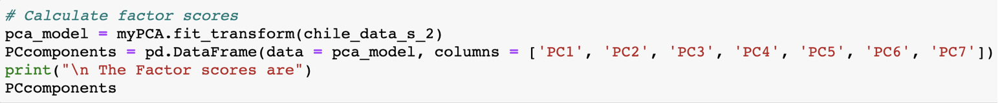 # Calculate factor scores
pca_model = myPCA.fit_transform(chile_data_s_2)
PCcomponents = pd.DataFrame(data = pca_model, columns = ['PC1', 'PC2', 'PC3', 'PC4', 'PC5', 'PC6', 'PC7'])
print("\n The Factor scores are")
PCcomponents